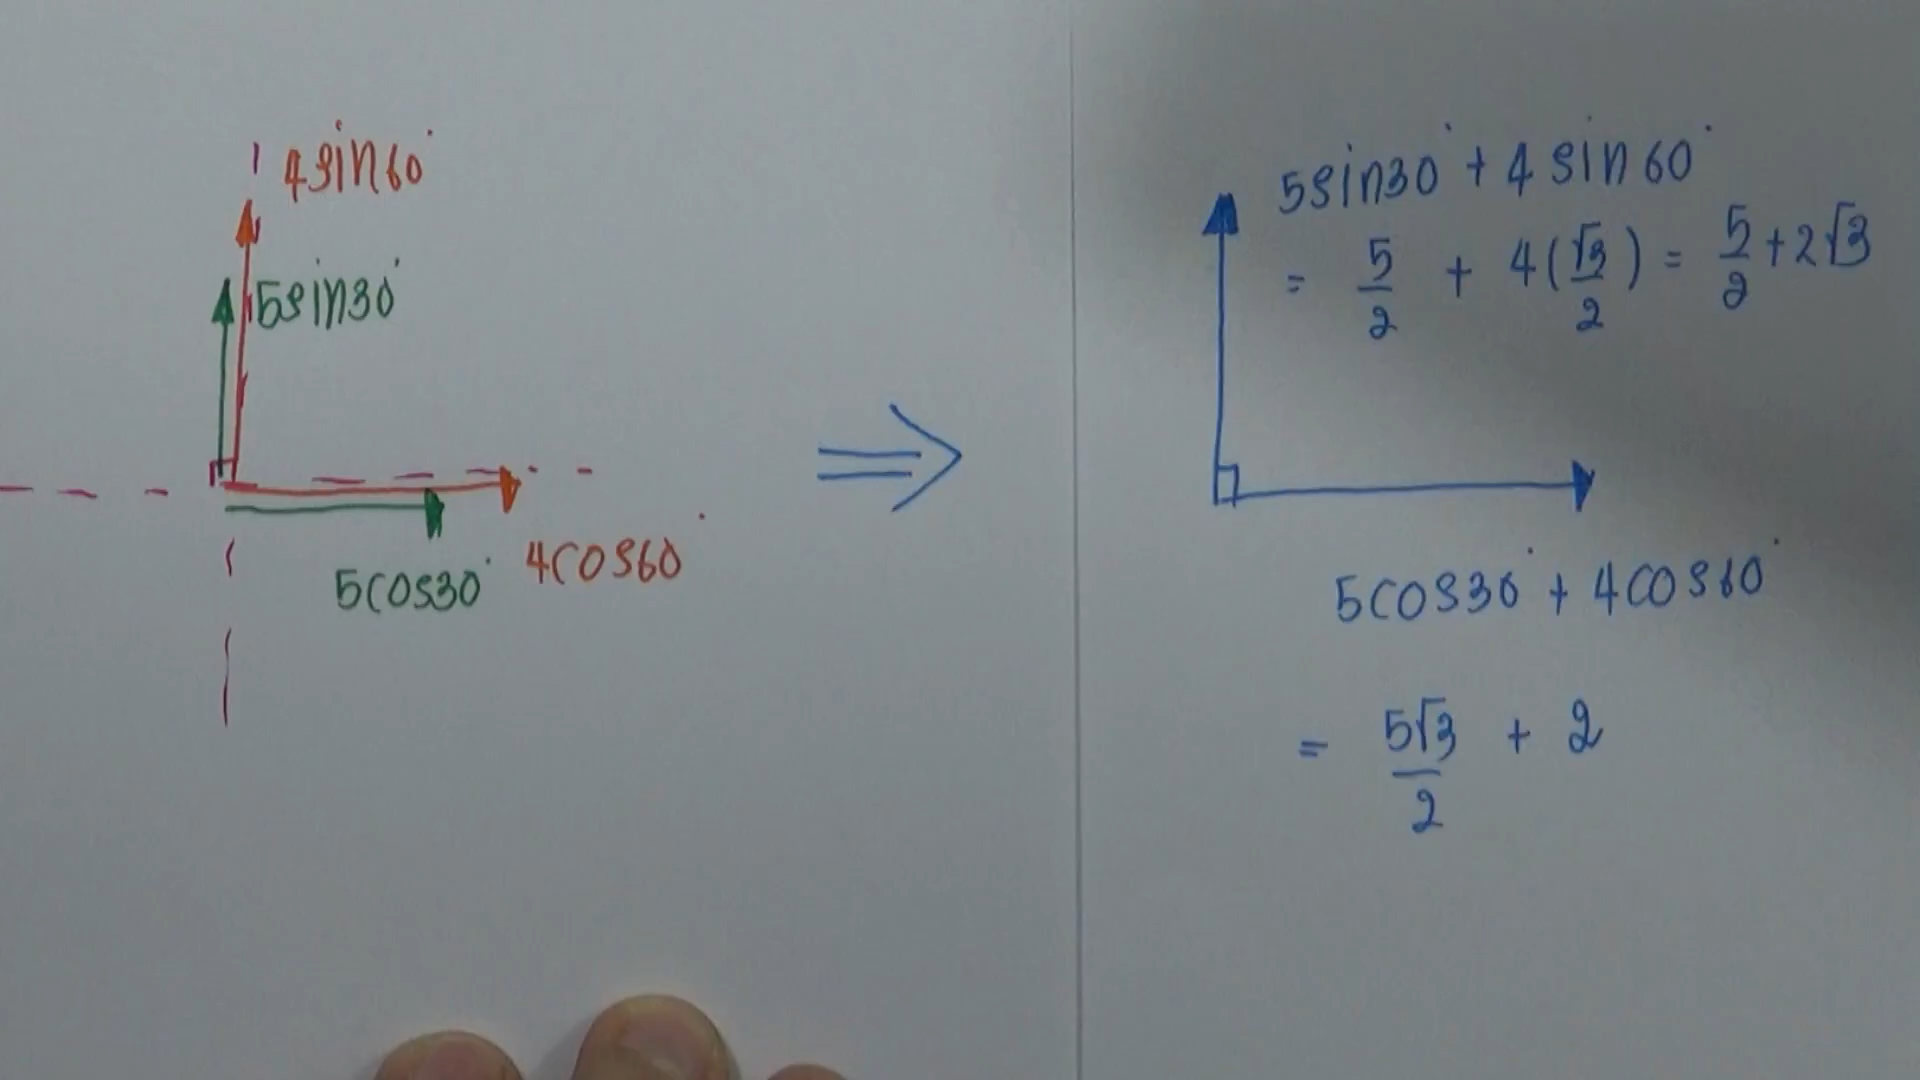 4sin60°
5sin30°
5cos30°
4cos60°
5sin30° + 4sin60°
= 5/2 + 4(√3/2) = 5/2 + 2√3
5cos30° + 4cos60°
= 5√3/2 + 2